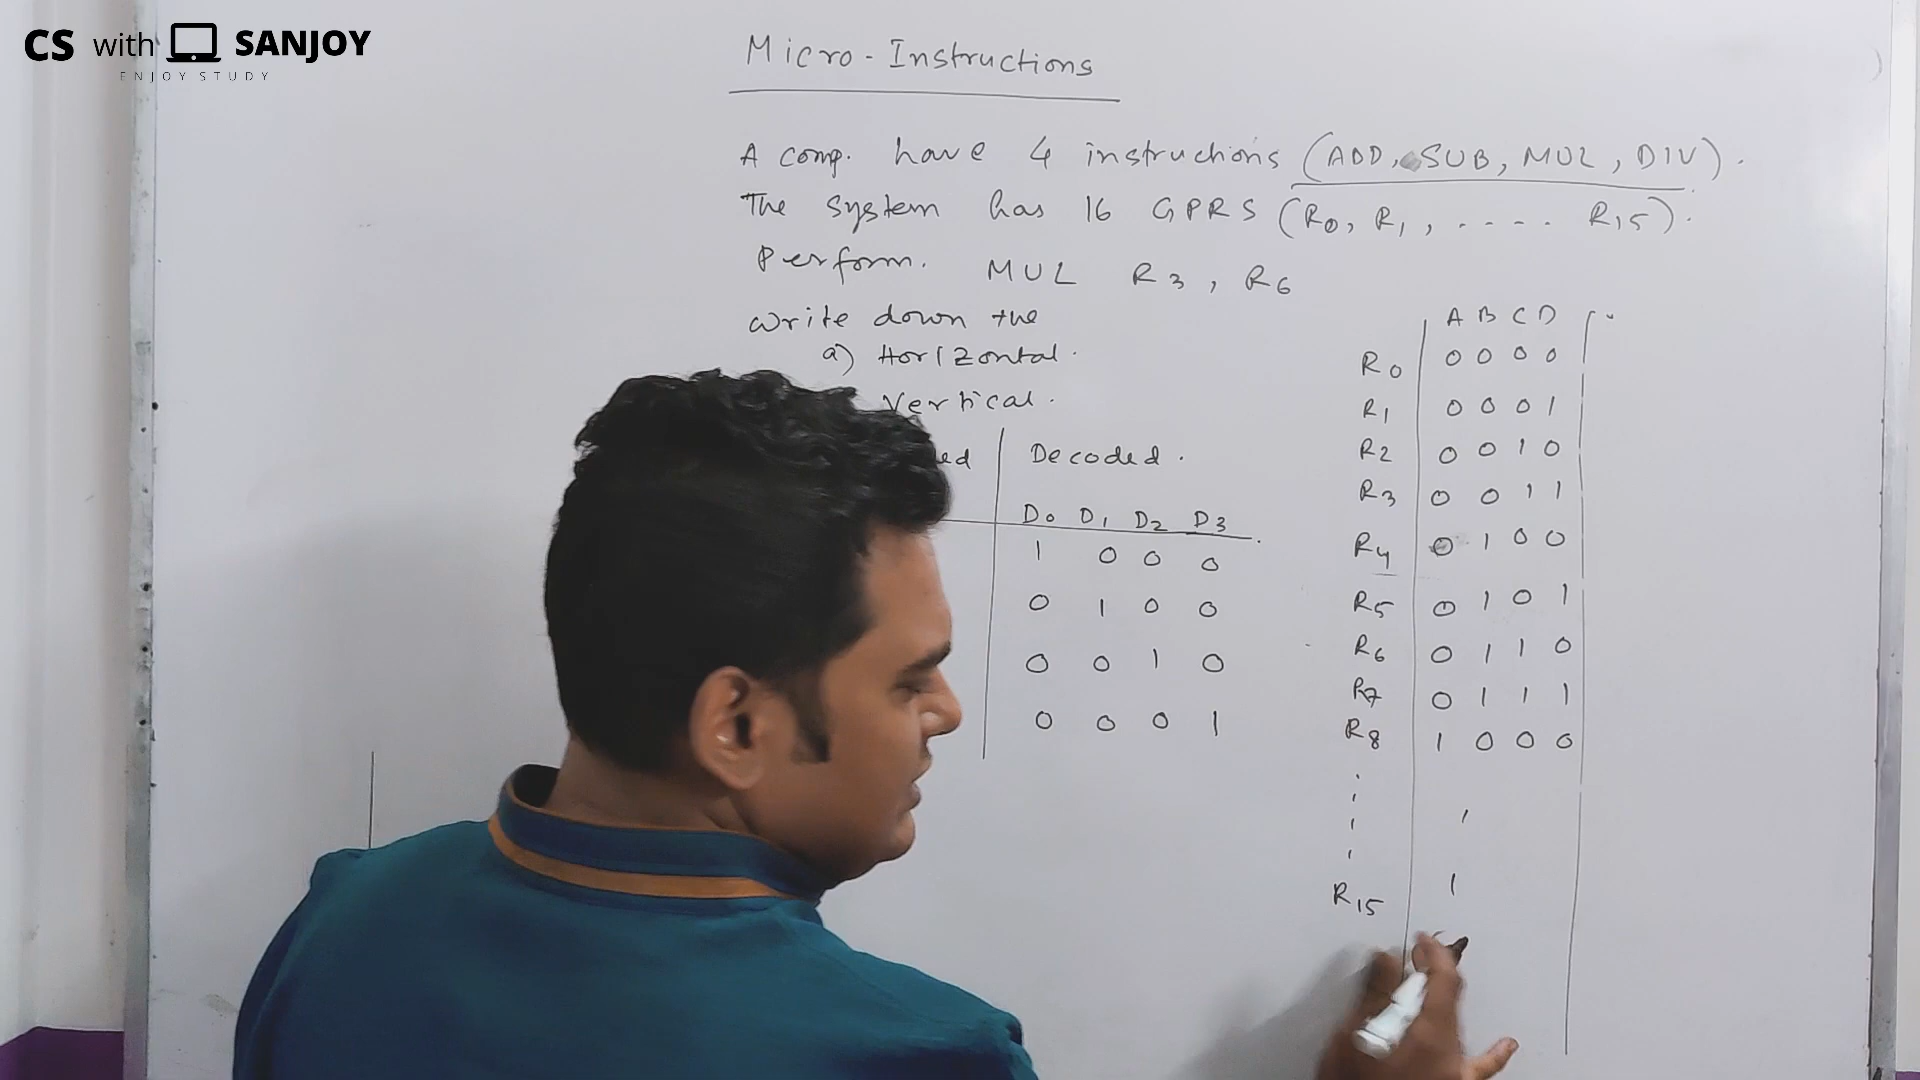 CS with SANJOY
ENJOY STUDY
Micro-Instructions
A comp. have 4 instructions (ADD, SUB, MUL, DIV).
The system has 16 GPRS (R0, R1, .... R15).
Perform. MUL R3, R6
Write down the
a) Horizontal.
Vertical.
ed Decoded.
D0 D1 D2 D3
1 0 0 0
0 1 0 0
0 0 1 0
0 0 0 1
A B C D
R0 0 0 0 0
R1 0 0 0 1
R2 0 0 1 0
R3 0 0 1 1
R4 0 1 0 0
R5 0 1 0 1
R6 0 1 1 0
R7 0 1 1 1
R8 1 0 0 0
R15 1